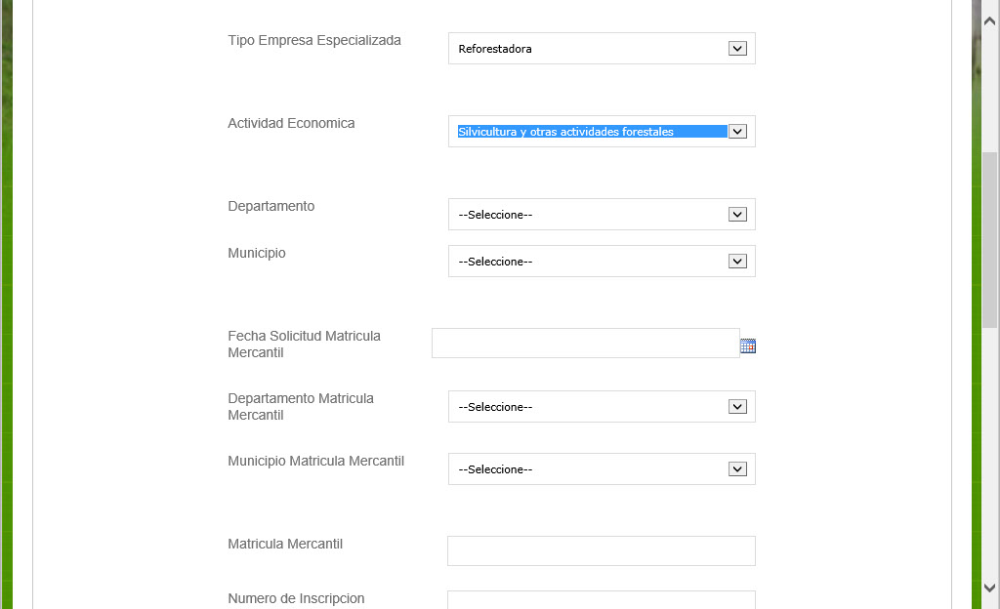 Tipo Empresa Especializada
Reforestadora
Actividad Economica
Silvicultura y otras actividades forestales
Departamento
--Seleccione--
Municipio
--Seleccione--
Fecha Solicitud Matricula
Mercantil
Departamento Matricula
Mercantil
--Seleccione--
Municipio Matricula Mercantil
--Seleccione--
Matricula Mercantil
Numero de Inscripcion